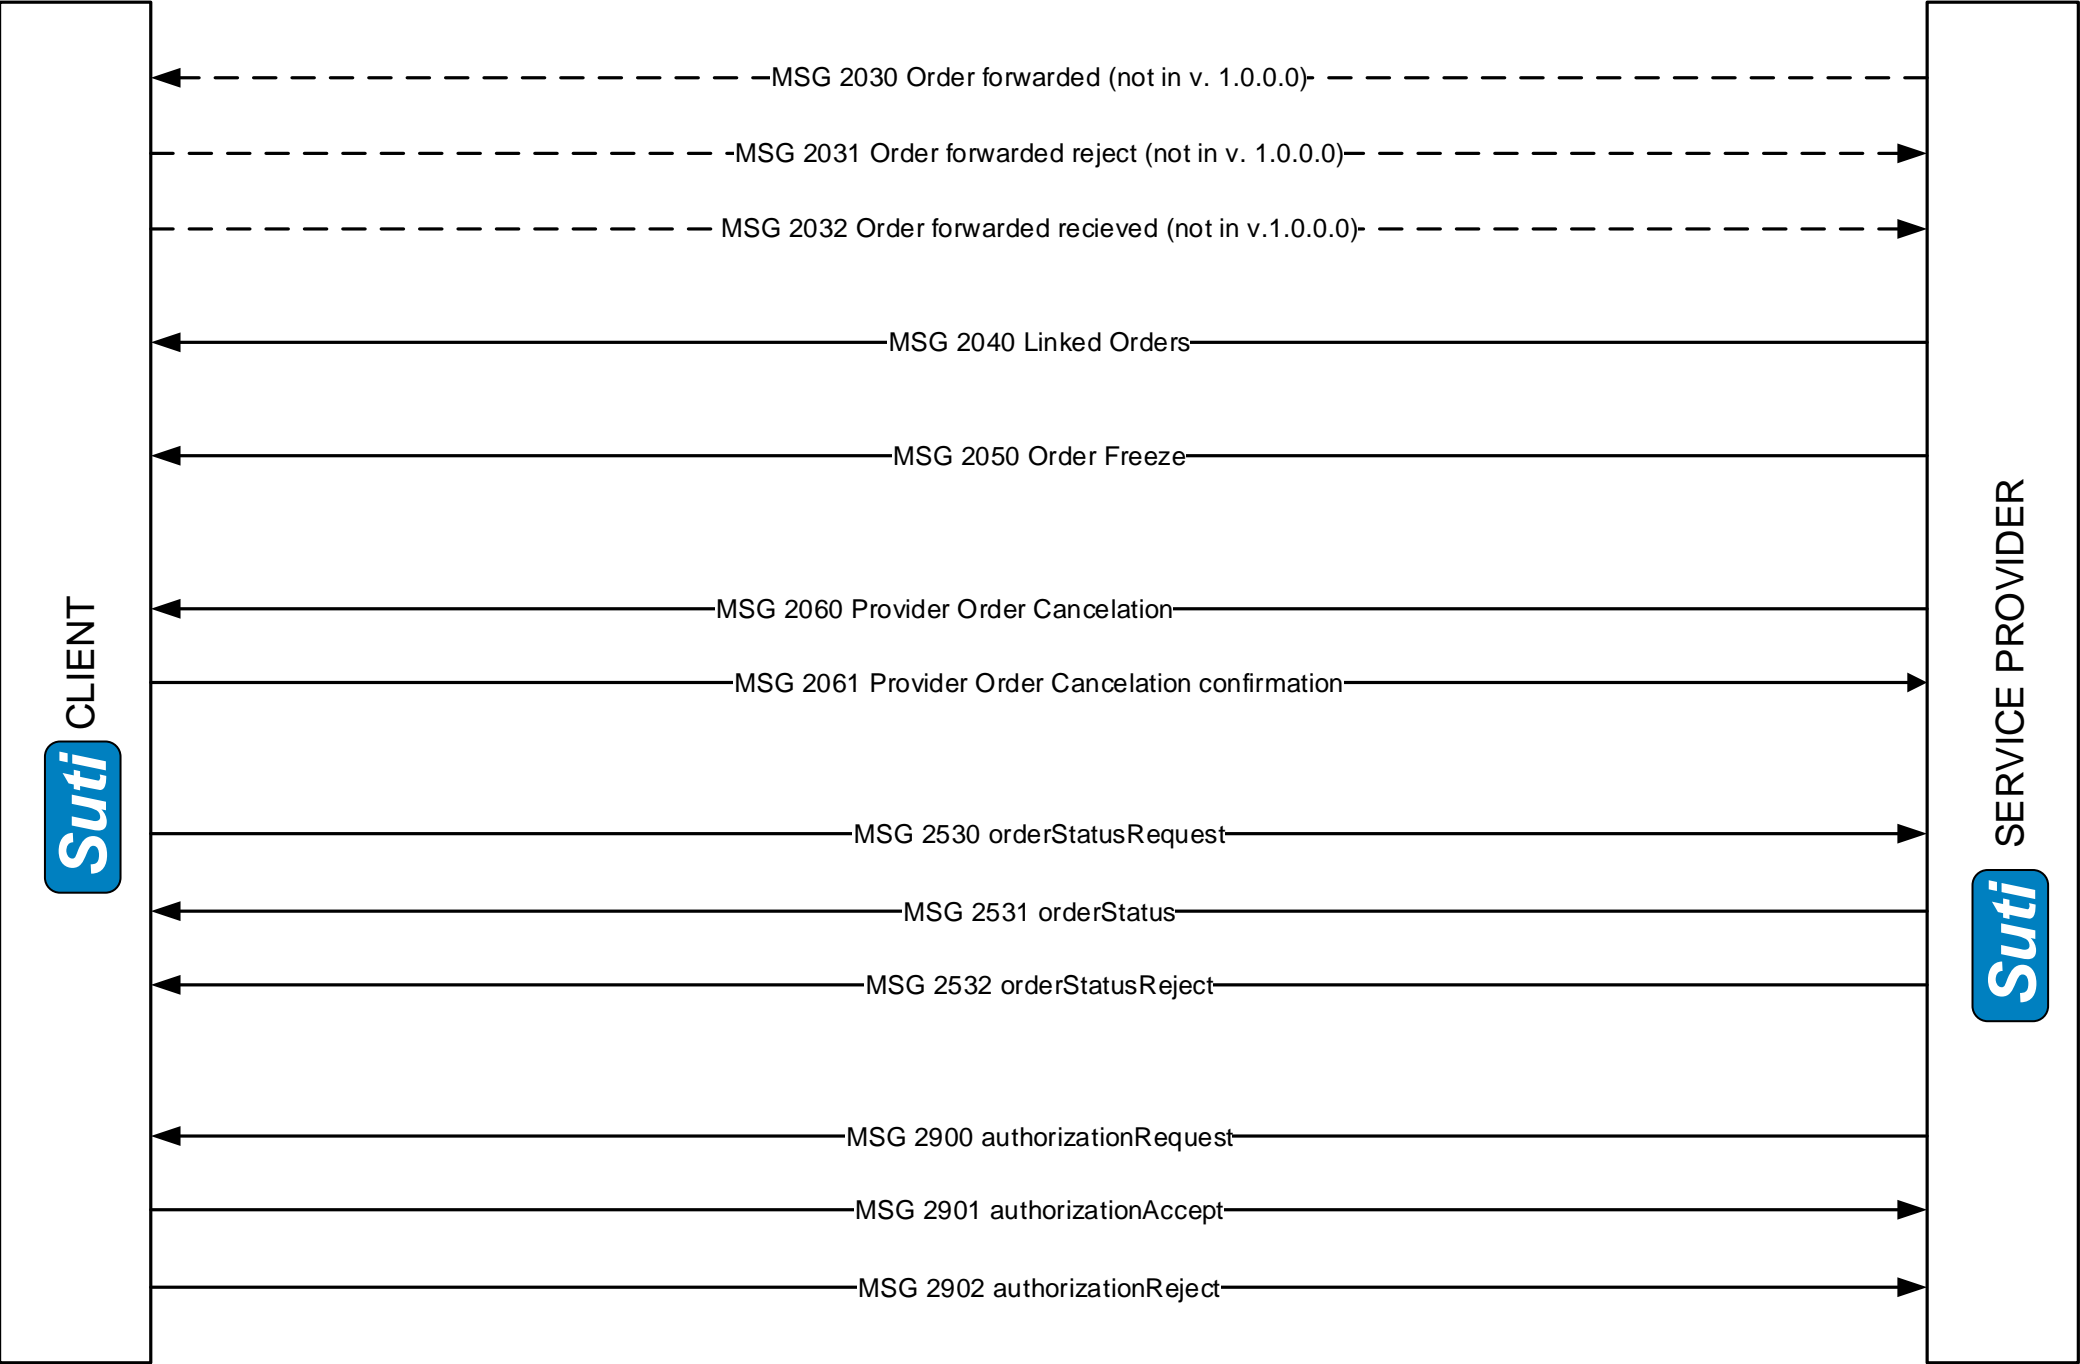 MSG 2030 Order forwarded (not in v. 1.0.0.0)
MSG 2031 Order forwarded reject (not in v. 1.0.0.0)
MSG 2032 Order forwarded recieved (not in v.1.0.0.0)
MSG 2040 Linked Orders
MSG 2050 Order Freeze
MSG 2060 Provider Order Cancelation
MSG 2061 Provider Order Cancelation confirmation
MSG 2530 orderStatusRequest
MSG 2531 orderStatus
MSG 2532 orderStatusReject
MSG 2900 authorizationRequest
MSG 2901 authorizationAccept
MSG 2902 authorizationReject
Suti CLIENT
Suti SERVICE PROVIDER